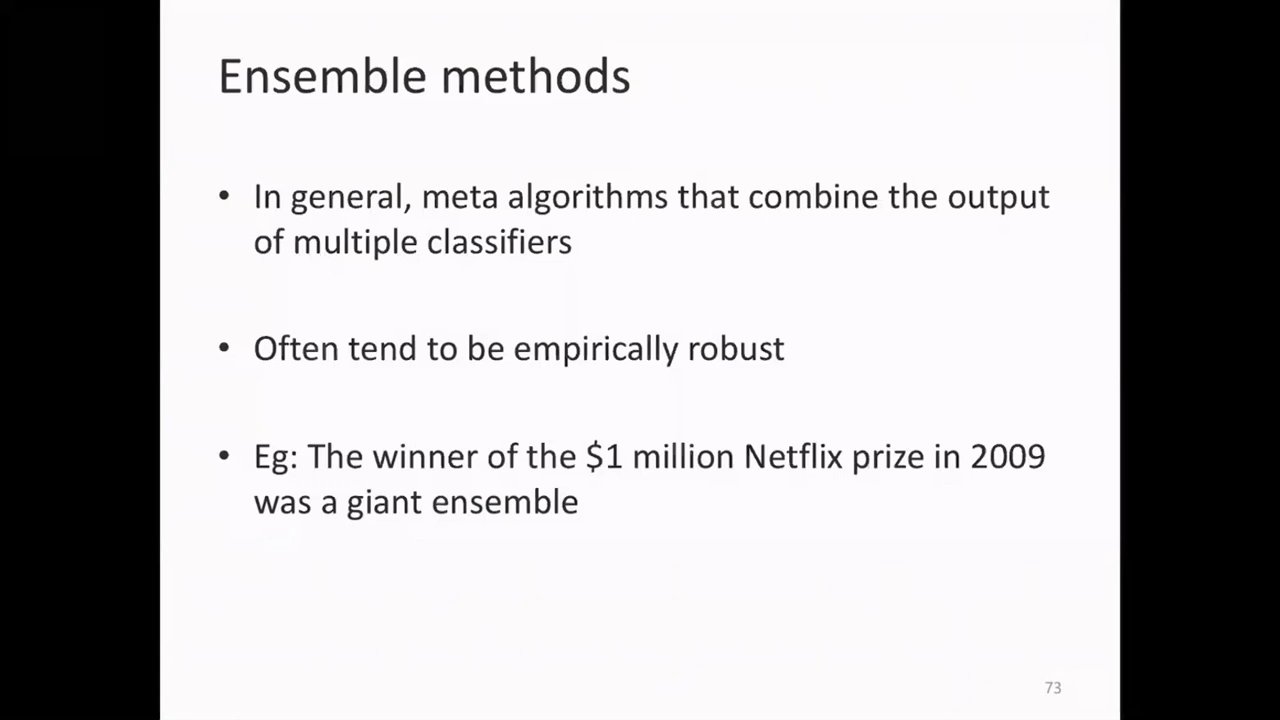 Ensemble methods
• In general, meta algorithms that combine the output
of multiple classifiers
• Often tend to be empirically robust
• Eg: The winner of the $1 million Netflix prize in 2009
was a giant ensemble
73